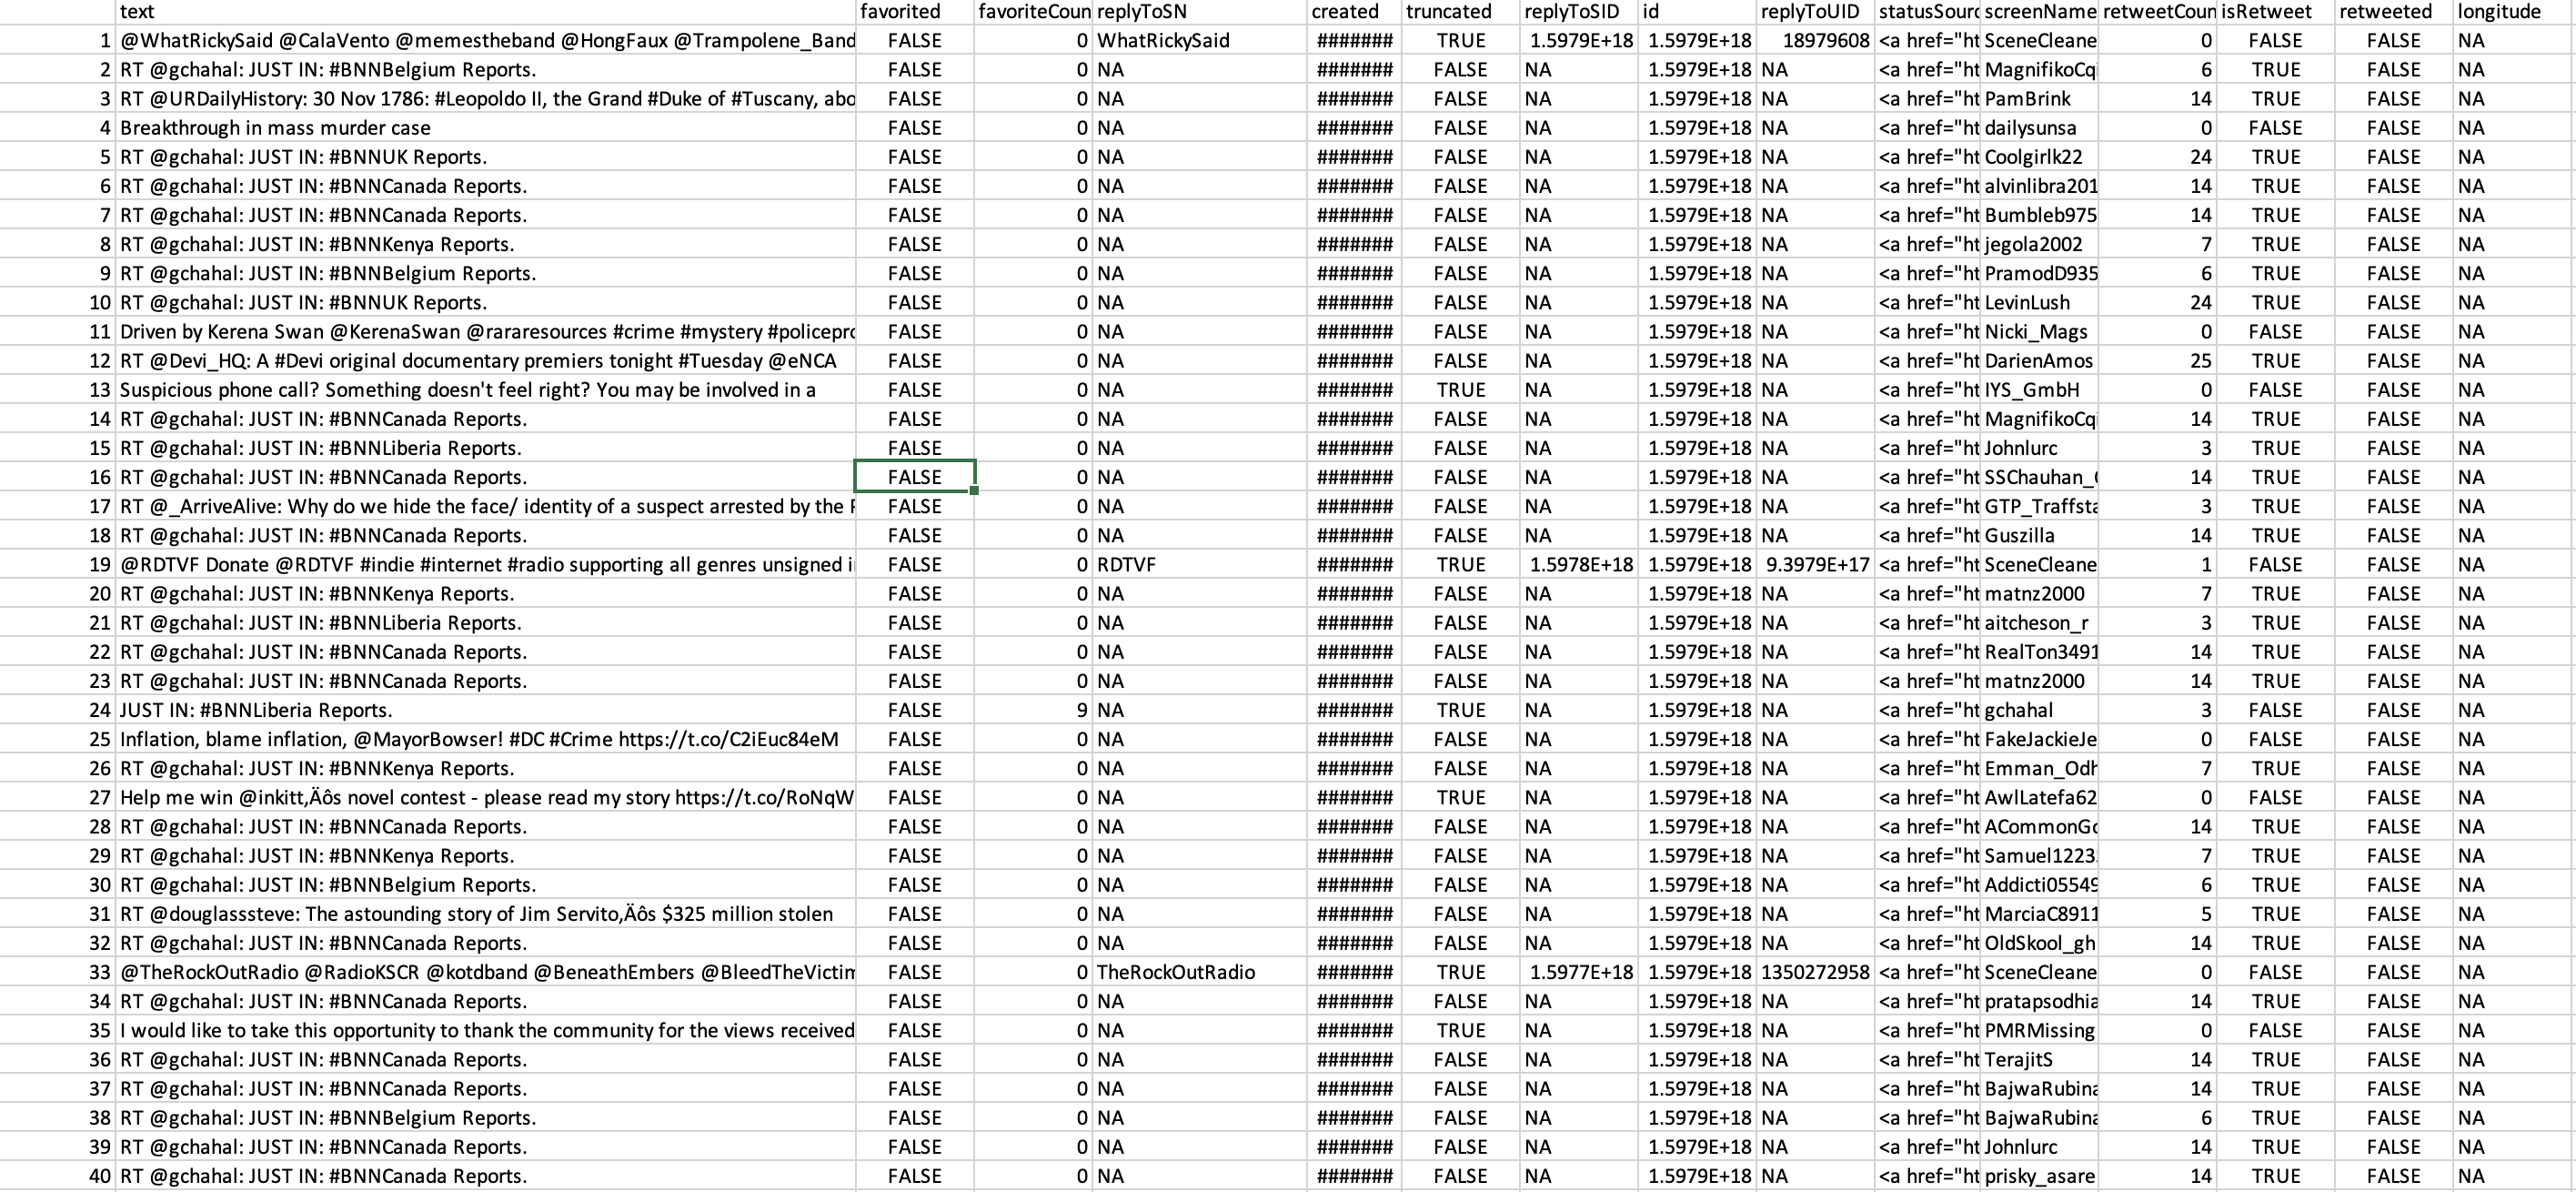 text favorited favoriteCoun replyToSN created truncated replyToSID id replyToUID statusSourc screenName retweetCoun isRetweet retweeted longitude
1 @WhatRickySaid @CalaVento @memestheband @HongFaux @Trampolene_Band FALSE 0 WhatRickySaid ####### TRUE 1.5979E+18 1.5979E+18 18979608 <a href="ht SceneCleane 0 FALSE FALSE NA
2 RT @gchahal: JUST IN: #BNNBelgium Reports. FALSE 0 NA ####### FALSE NA 1.5979E+18 NA <a href="ht MagnifikoCq 6 TRUE FALSE NA
3 RT @URDailyHistory: 30 Nov 1786: #Leopoldo II, the Grand #Duke of #Tuscany, abo FALSE 0 NA ####### FALSE NA 1.5979E+18 NA <a href="ht PamBrink 14 TRUE FALSE NA
4 Breakthrough in mass murder case FALSE 0 NA ####### FALSE NA 1.5979E+18 NA <a href="ht dailysunsa 0 FALSE FALSE NA
5 RT @gchahal: JUST IN: #BNNUK Reports. FALSE 0 NA ####### FALSE NA 1.5979E+18 NA <a href="ht Coolgirlk22 24 TRUE FALSE NA
6 RT @gchahal: JUST IN: #BNNCanada Reports. FALSE 0 NA ####### FALSE NA 1.5979E+18 NA <a href="ht alvinlibra201 14 TRUE FALSE NA
7 RT @gchahal: JUST IN: #BNNCanada Reports. FALSE 0 NA ####### FALSE NA 1.5979E+18 NA <a href="ht Bumbleb975 14 TRUE FALSE NA
8 RT @gchahal: JUST IN: #BNNKenya Reports. FALSE 0 NA ####### FALSE NA 1.5979E+18 NA <a href="ht jegola2002 7 TRUE FALSE NA
9 RT @gchahal: JUST IN: #BNNBelgium Reports. FALSE 0 NA ####### FALSE NA 1.5979E+18 NA <a href="ht PramodD935 6 TRUE FALSE NA
10 RT @gchahal: JUST IN: #BNNUK Reports. FALSE 0 NA ####### FALSE NA 1.5979E+18 NA <a href="ht LevinLush 24 TRUE FALSE NA
11 Driven by Kerena Swan @KerenaSwan @rararesources #crime #mystery #policepro FALSE 0 NA ####### FALSE NA 1.5979E+18 NA <a href="ht Nicki_Mags 0 FALSE FALSE NA
12 RT @Devi_HQ: A #Devi original documentary premiers tonight #Tuesday @eNCA FALSE 0 NA ####### FALSE NA 1.5979E+18 NA <a href="ht DarienAmos 25 TRUE FALSE NA
13 Suspicious phone call? Something doesn't feel right? You may be involved in a FALSE 0 NA ####### TRUE NA 1.5979E+18 NA <a href="ht IYS_GmbH 0 FALSE FALSE NA
14 RT @gchahal: JUST IN: #BNNCanada Reports. FALSE 0 NA ####### FALSE NA 1.5979E+18 NA <a href="ht MagnifikoCq 14 TRUE FALSE NA
15 RT @gchahal: JUST IN: #BNNLiberia Reports. FALSE 0 NA ####### FALSE NA 1.5979E+18 NA <a href="ht Johnlurc 3 TRUE FALSE NA
16 RT @gchahal: JUST IN: #BNNCanada Reports. FALSE 0 NA ####### FALSE NA 1.5979E+18 NA <a href="ht SSChauhan_ 14 TRUE FALSE NA
17 RT @_ArriveAlive: Why do we hide the face/ identity of a suspect arrested by the FALSE 0 NA ####### FALSE NA 1.5979E+18 NA <a href="ht GTP_Traffsta 3 TRUE FALSE NA
18 RT @gchahal: JUST IN: #BNNCanada Reports. FALSE 0 NA ####### FALSE NA 1.5979E+18 NA <a href="ht Guszilla 14 TRUE FALSE NA
19 @RDTVF Donate @RDTVF #indie #internet #radio supporting all genres unsigned i FALSE 0 RDTVF ####### TRUE 1.5978E+18 1.5979E+18 9.3979E+17 <a href="ht SceneCleane 1 FALSE FALSE NA
20 RT @gchahal: JUST IN: #BNNKenya Reports. FALSE 0 NA ####### FALSE NA 1.5979E+18 NA <a href="ht matnz2000 7 TRUE FALSE NA
21 RT @gchahal: JUST IN: #BNNLiberia Reports. FALSE 0 NA ####### FALSE NA 1.5979E+18 NA <a href="ht aitcheson_r 3 TRUE FALSE NA
22 RT @gchahal: JUST IN: #BNNCanada Reports. FALSE 0 NA ####### FALSE NA 1.5979E+18 NA <a href="ht RealTon3491 14 TRUE FALSE NA
23 RT @gchahal: JUST IN: #BNNCanada Reports. FALSE 0 NA ####### FALSE NA 1.5979E+18 NA <a href="ht matnz2000 14 TRUE FALSE NA
24 JUST IN: #BNNLiberia Reports. FALSE 9 NA ####### TRUE NA 1.5979E+18 NA <a href="ht gchahal 3 FALSE FALSE NA
25 Inflation, blame inflation, @MayorBowser! #DC #Crime https://t.co/C2iEuc84eM FALSE 0 NA ####### FALSE NA 1.5979E+18 NA <a href="ht FakeJackieJe 0 FALSE FALSE NA
26 RT @gchahal: JUST IN: #BNNKenya Reports. FALSE 0 NA ####### FALSE NA 1.5979E+18 NA <a href="ht Emman_Odh 7 TRUE FALSE NA
27 Help me win @inkitt‚Äôs novel contest - please read my story https://t.co/RoNqW FALSE 0 NA ####### TRUE NA 1.5979E+18 NA <a href="ht AwlLatefa62 0 FALSE FALSE NA
28 RT @gchahal: JUST IN: #BNNCanada Reports. FALSE 0 NA ####### FALSE NA 1.5979E+18 NA <a href="ht ACommonGo 14 TRUE FALSE NA
29 RT @gchahal: JUST IN: #BNNKenya Reports. FALSE 0 NA ####### FALSE NA 1.5979E+18 NA <a href="ht Samuel1223 7 TRUE FALSE NA
30 RT @gchahal: JUST IN: #BNNBelgium Reports. FALSE 0 NA ####### FALSE NA 1.5979E+18 NA <a href="ht Addicti05549 6 TRUE FALSE NA
31 RT @douglasssteve: The astounding story of Jim Servito‚Äôs $325 million stolen FALSE 0 NA ####### FALSE NA 1.5979E+18 NA <a href="ht MarciaC8911 5 TRUE FALSE NA
32 RT @gchahal: JUST IN: #BNNCanada Reports. FALSE 0 NA ####### FALSE NA 1.5979E+18 NA <a href="ht OldSkool_gh 14 TRUE FALSE NA
33 @TheRockOutRadio @RadioKSCR @kotdband @BeneathEmbers @BleedTheVictim FALSE 0 TheRockOutRadio ####### TRUE 1.5977E+18 1.5979E+18 1350272958 <a href="ht SceneCleane 0 FALSE FALSE NA
34 RT @gchahal: JUST IN: #BNNCanada Reports. FALSE 0 NA ####### FALSE NA 1.5979E+18 NA <a href="ht pratapsodhia 14 TRUE FALSE NA
35 I would like to take this opportunity to thank the community for the views received FALSE 0 NA ####### TRUE NA 1.5979E+18 NA <a href="ht PMRMissing 0 FALSE FALSE NA
36 RT @gchahal: JUST IN: #BNNCanada Reports. FALSE 0 NA ####### FALSE NA 1.5979E+18 NA <a href="ht TerajitS 14 TRUE FALSE NA
37 RT @gchahal: JUST IN: #BNNCanada Reports. FALSE 0 NA ####### FALSE NA 1.5979E+18 NA <a href="ht BajwaRubina 14 TRUE FALSE NA
38 RT @gchahal: JUST IN: #BNNBelgium Reports. FALSE 0 NA ####### FALSE NA 1.5979E+18 NA <a href="ht BajwaRubina 6 TRUE FALSE NA
39 RT @gchahal: JUST IN: #BNNCanada Reports. FALSE 0 NA ####### FALSE NA 1.5979E+18 NA <a href="ht Johnlurc 14 TRUE FALSE NA
40 RT @gchahal: JUST IN: #BNNCanada Reports. FALSE 0 NA ####### FALSE NA 1.5979E+18 NA <a href="ht prisky_asare 14 TRUE FALSE NA